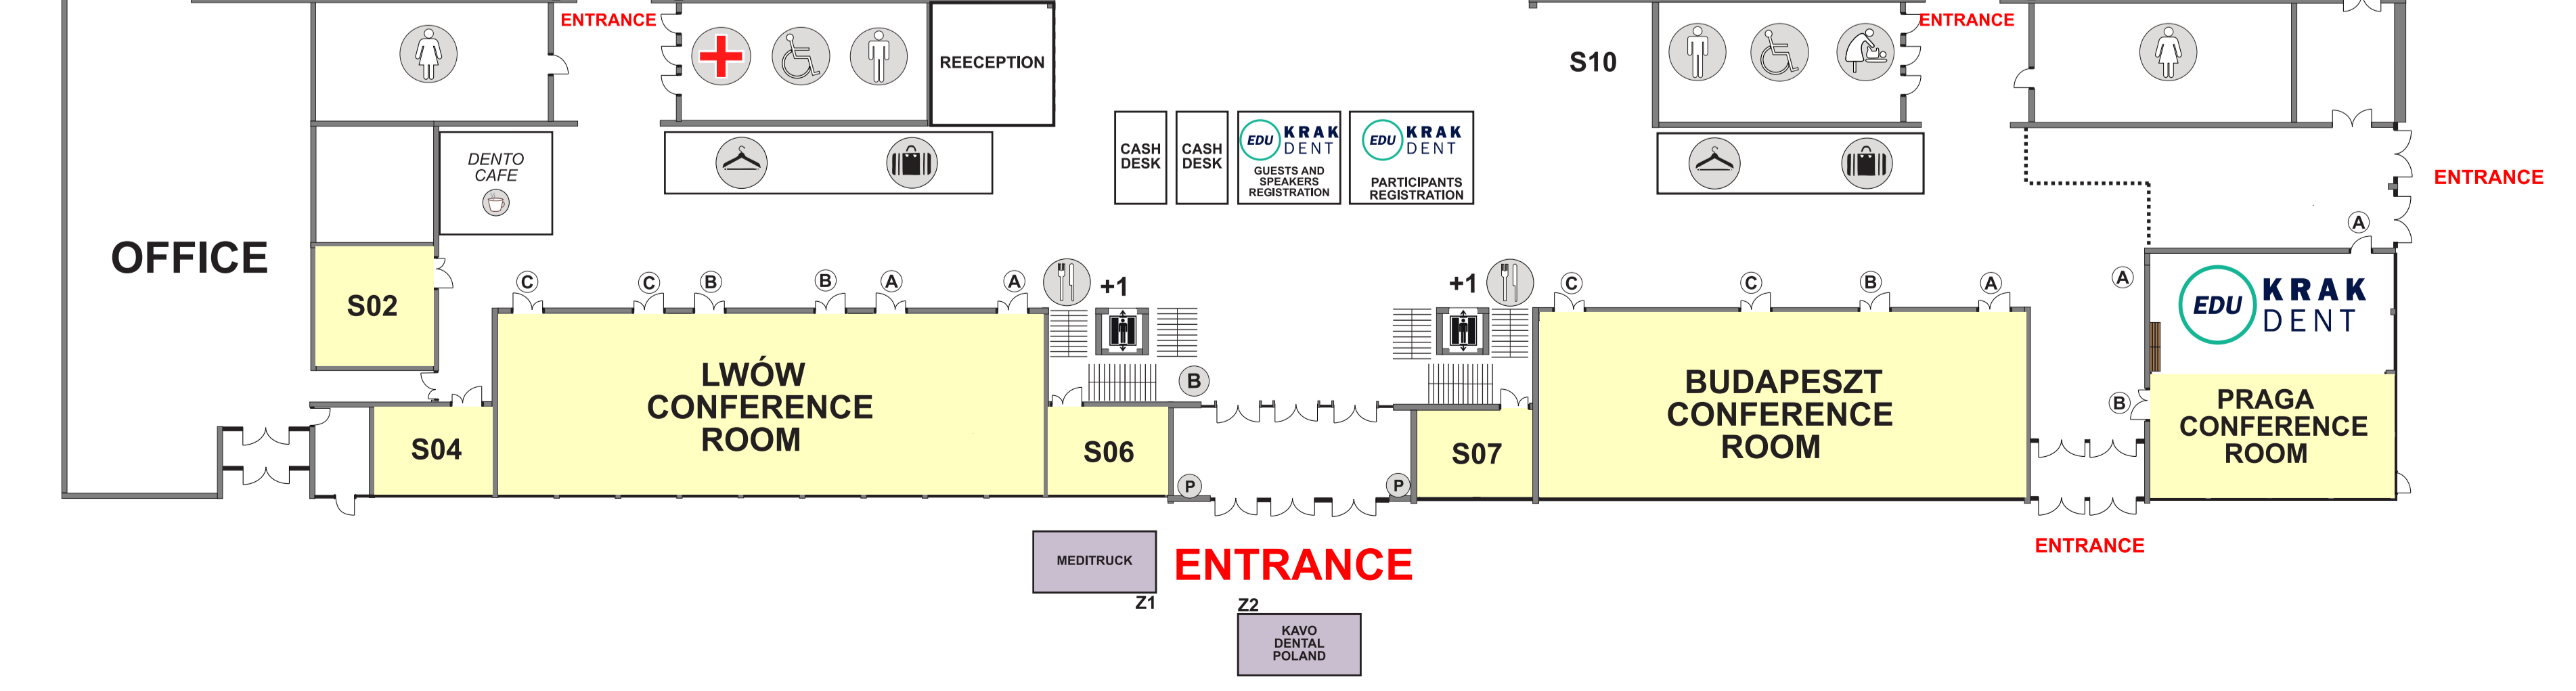 ENTRANCE
ENTRANCE
REECEPTION
S10
CASH
DESK
CASH
DESK
EDU
KRAK
DENT
GUESTS AND
SPEAKERS
REGISTRATION
EDU
KRAK
DENT
PARTICIPANTS
REGISTRATION
DENTO
CAFE
ENTRANCE
OFFICE
S02
C
C
B
B
A
A
+1
+1
C
C
B
A
A
A
EDU
KRAK
DENT
LWÓW
CONFERENCE
ROOM
B
BUDAPESZT
CONFERENCE
ROOM
B
PRAGA
CONFERENCE
ROOM
S04
S06
S07
P
P
MEDITRUCK
Z1
ENTRANCE
ENTRANCE
Z2
KAVO
DENTAL
POLAND